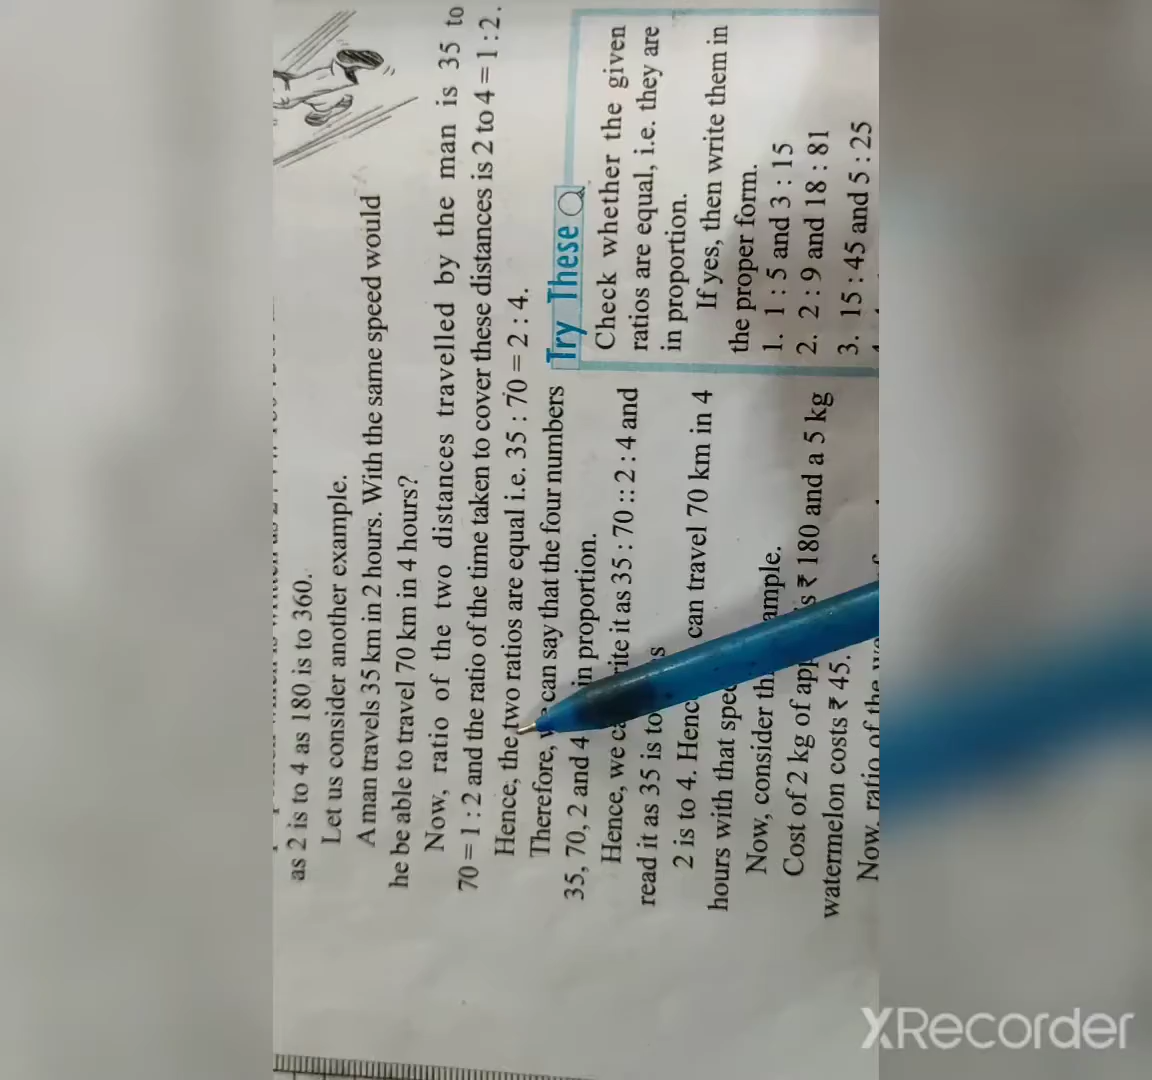 as 2 is to 4 as 180 is to 360.
Let us consider another example.
A man travels 35 km in 2 hours. With the same speed would
he be able to travel 70 km in 4 hours?
Now, ratio of the two distances travelled by the man is 35 to
70 = 1 : 2 and the ratio of the time taken to cover these distances is 2 to 4 = 1 : 2.
Hence, the two ratios are equal i.e. 35 : 70 = 2 : 4.
Therefore, can say that the four numbers
35, 70, 2 and 4 in proportion.
Hence, we it as 35 : 70 :: 2 : 4 and
read it as 35 is to
2 is to 4. can travel 70 km in 4
hours with that
Now, consider
Cost of 2 kg of ₹ 180 and a 5 kg
watermelon costs ₹ 45.
Now, ratio of the
Try These
Check whether the given
ratios are equal, i.e. they are
in proportion.
If yes, then write them in
the proper form.
1. 1 : 5 and 3 : 15
2. 2 : 9 and 18 : 81
3. 15 : 45 and 5 : 25
XRecorder